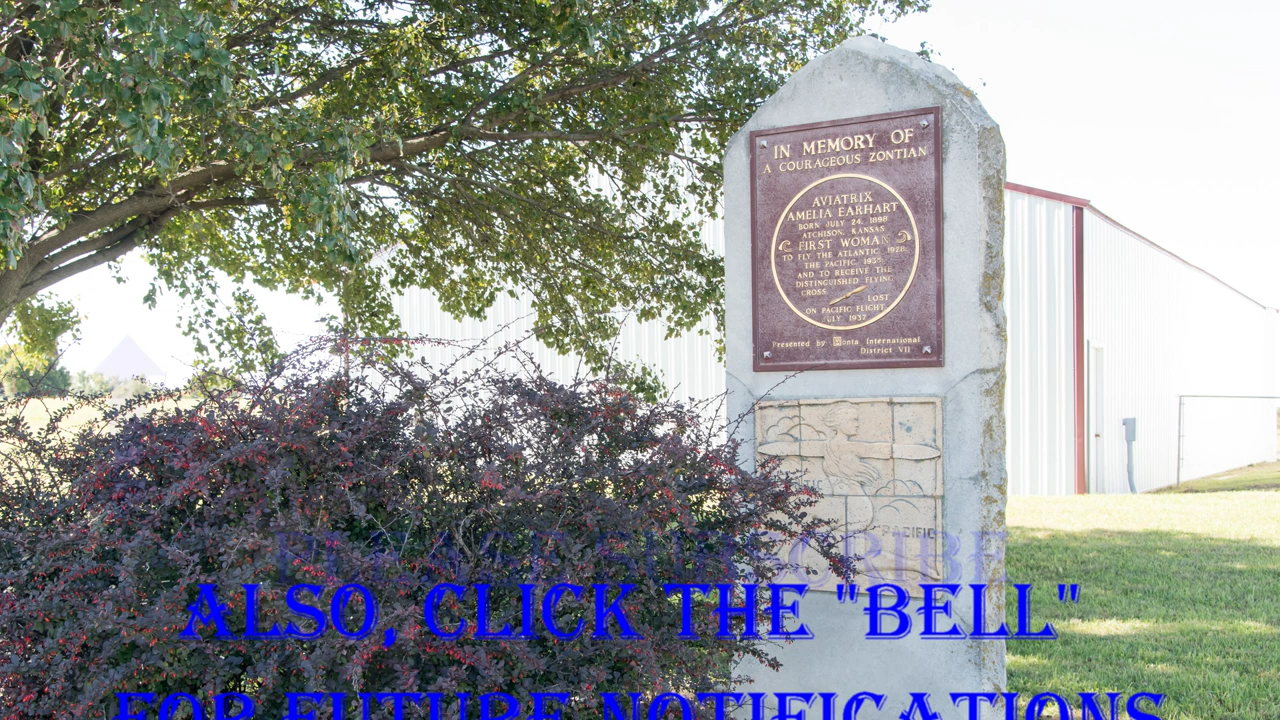 IN MEMORY OF
A COURAGEOUS ZONTIAN
AVIATRIX
AMELIA EARHART
BORN JULY 24, 1898
ATCHISON, KANSAS
FIRST WOMAN
TO FLY THE ATLANTIC, 1928,
THE PACIFIC, 1935,
AND TO RECEIVE THE
DISTINGUISHED FLYING
CROSS LOST
ON PACIFIC FLIGHT
JULY, 1937
Presented by Zonta International
District VII
PACIFIC
PLEASE SUBSCRIBE
ALSO, CLICK THE "BELL"
FOR FUTURE NOTIFICATIONS